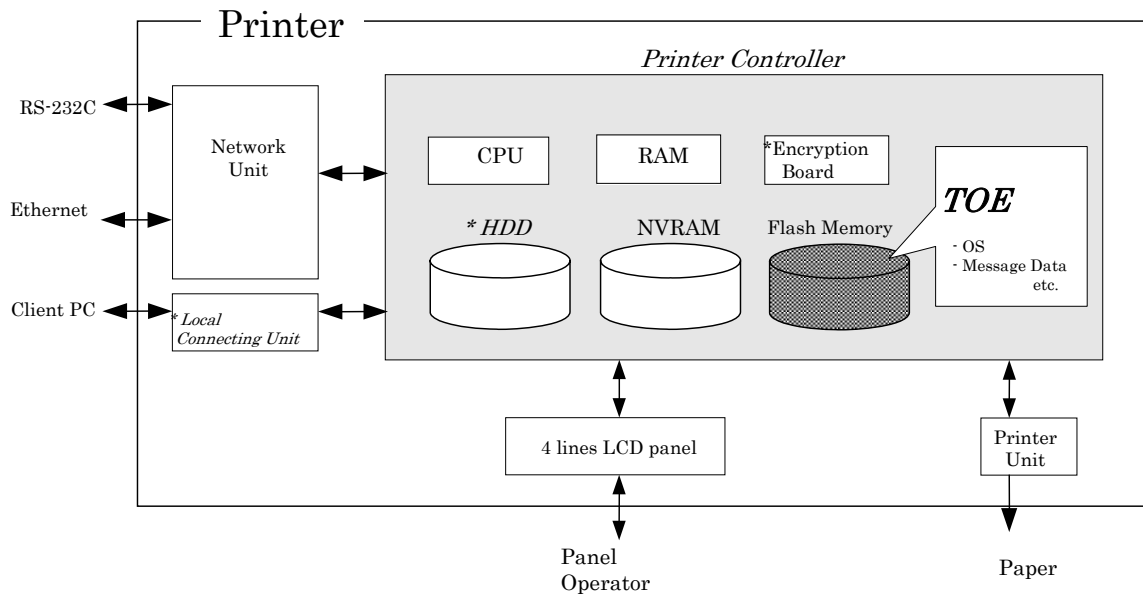 Printer
Printer Controller
RS-232C
Network
Unit
CPU
RAM
*Encryption
Board
TOE
- OS
- Message Data
etc.
Ethernet
* HDD
NVRAM
Flash Memory
Client PC
* Local
Connecting Unit
4 lines LCD panel
Printer
Unit
Panel
Operator
Paper